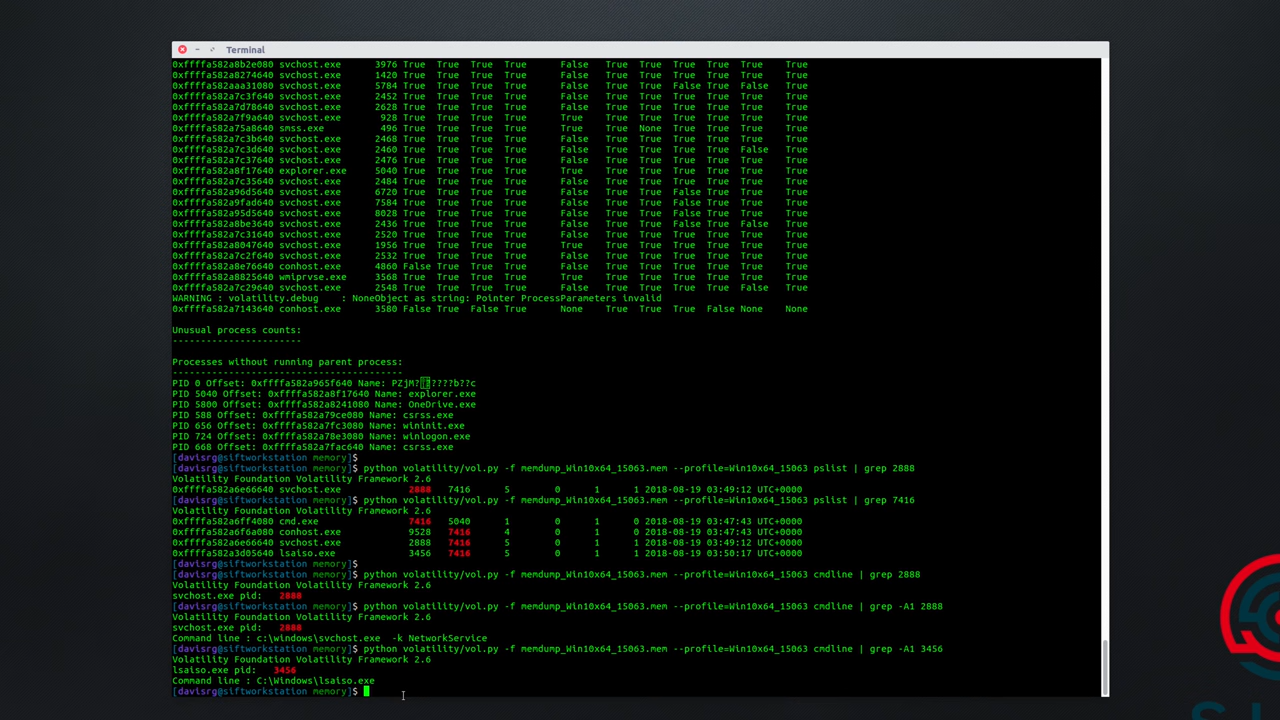 Terminal
0xffffa582a8b2e080 svchost.exe 3976 True True True True False True True True True True
0xffffa582a8274640 svchost.exe 1420 True True True True False True True True True True
0xffffa582aaa31080 svchost.exe 5784 True True True True False True True False False True
0xffffa582a7c3f640 svchost.exe 2452 True True True True False True True True True True
0xffffa582a7d78640 svchost.exe 2628 True True True True False True True True True True
0xffffa582a7f9a640 svchost.exe 928 True True True True True True True True True True
0xffffa582a75a8640 smss.exe 496 True True True True True True None True True True
0xffffa582a7c3b640 svchost.exe 2468 True True True True False True True True True True
0xffffa582a7c3d640 svchost.exe 2460 True True True True False True True True False True
0xffffa582a7c37640 svchost.exe 2476 True True True True False True True True True True
0xffffa582a8f17640 explorer.exe 5040 True True True True True True True True True True
0xffffa582a7c35640 svchost.exe 2484 True True True True False True True True True True
0xffffa582a96d5640 svchost.exe 6720 True True True True False True True False True True
0xffffa582a9fad640 svchost.exe 7584 True True True True False True True False True True
0xffffa582a95d5640 svchost.exe 8028 True True True True False True True True True True
0xffffa582a8be3640 svchost.exe 2436 True True True True False True True False False True
0xffffa582a7c31640 svchost.exe 2520 True True True True False True True True True True
0xffffa582a8047640 svchost.exe 1956 True True True True True True True True True True
0xffffa582a7c2f640 svchost.exe 2532 True True True True False True True True True True
0xffffa582a8e76640 conhost.exe 4860 False True True True False True True True True True
0xffffa582a8825640 wmiprvse.exe 3568 True True True True True True True True True True
0xffffa582a7c29640 svchost.exe 2548 True True True True False True True True False True
WARNING : volatility.debug : NoneObject as string: Pointer ProcessParameters invalid
0xffffa582a7143640 conhost.exe 3580 False True False True None True True True False None None
Unusual process counts:
-----------------------
Processes without running parent process:
-----------------------------------------
PID 0 Offset: 0xffffa582a965f640 Name:
PID 5040 Offset: 0xffffa582a8f17640 Name: explorer.exe
PID 5800 Offset: 0xffffa582a8241080 Name: OneDrive.exe
PID 588 Offset: 0xffffa582a79ce080 Name: csrss.exe
PID 656 Offset: 0xffffa582a7fc3080 Name: wininit.exe
PID 724 Offset: 0xffffa582a78e3080 Name: winlogon.exe
PID 668 Offset: 0xffffa582a7fac640 Name: csrss.exe
[davisrg@siftworkstation memory]$
[davisrg@siftworkstation memory]$ python volatility/vol.py -f memdump_Win10x64_15063.mem --profile=Win10x64_15063 pslist | grep 2888
Volatility Foundation Volatility Framework 2.6
0xffffa582a6e66640 svchost.exe 2888 7416 5 0 1 1 2018-08-19 03:49:12 UTC+0000
[davisrg@siftworkstation memory]$ python volatility/vol.py -f memdump_Win10x64_15063.mem --profile=Win10x64_15063 pslist | grep 7416
Volatility Foundation Volatility Framework 2.6
0xffffa582a6ff4080 cmd.exe 7416 5040 1 0 1 0 2018-08-19 03:47:43 UTC+0000
0xffffa582a6f6a080 conhost.exe 9528 7416 4 0 1 0 2018-08-19 03:47:43 UTC+0000
0xffffa582a6e66640 svchost.exe 2888 7416 5 0 1 1 2018-08-19 03:49:12 UTC+0000
0xffffa582a3d05640 lsaiso.exe 3456 7416 5 0 1 1 2018-08-19 03:50:17 UTC+0000
[davisrg@siftworkstation memory]$
[davisrg@siftworkstation memory]$ python volatility/vol.py -f memdump_Win10x64_15063.mem --profile=Win10x64_15063 cmdline | grep 2888
Volatility Foundation Volatility Framework 2.6
svchost.exe pid: 2888
[davisrg@siftworkstation memory]$ python volatility/vol.py -f memdump_Win10x64_15063.mem --profile=Win10x64_15063 cmdline | grep -A1 2888
Volatility Foundation Volatility Framework 2.6
svchost.exe pid: 2888
Command line : c:\windows\svchost.exe -k NetworkService
[davisrg@siftworkstation memory]$ python volatility/vol.py -f memdump_Win10x64_15063.mem --profile=Win10x64_15063 cmdline | grep -A1 3456
Volatility Foundation Volatility Framework 2.6
lsaiso.exe pid: 3456
Command line : C:\Windows\lsaiso.exe
[davisrg@siftworkstation memory]$